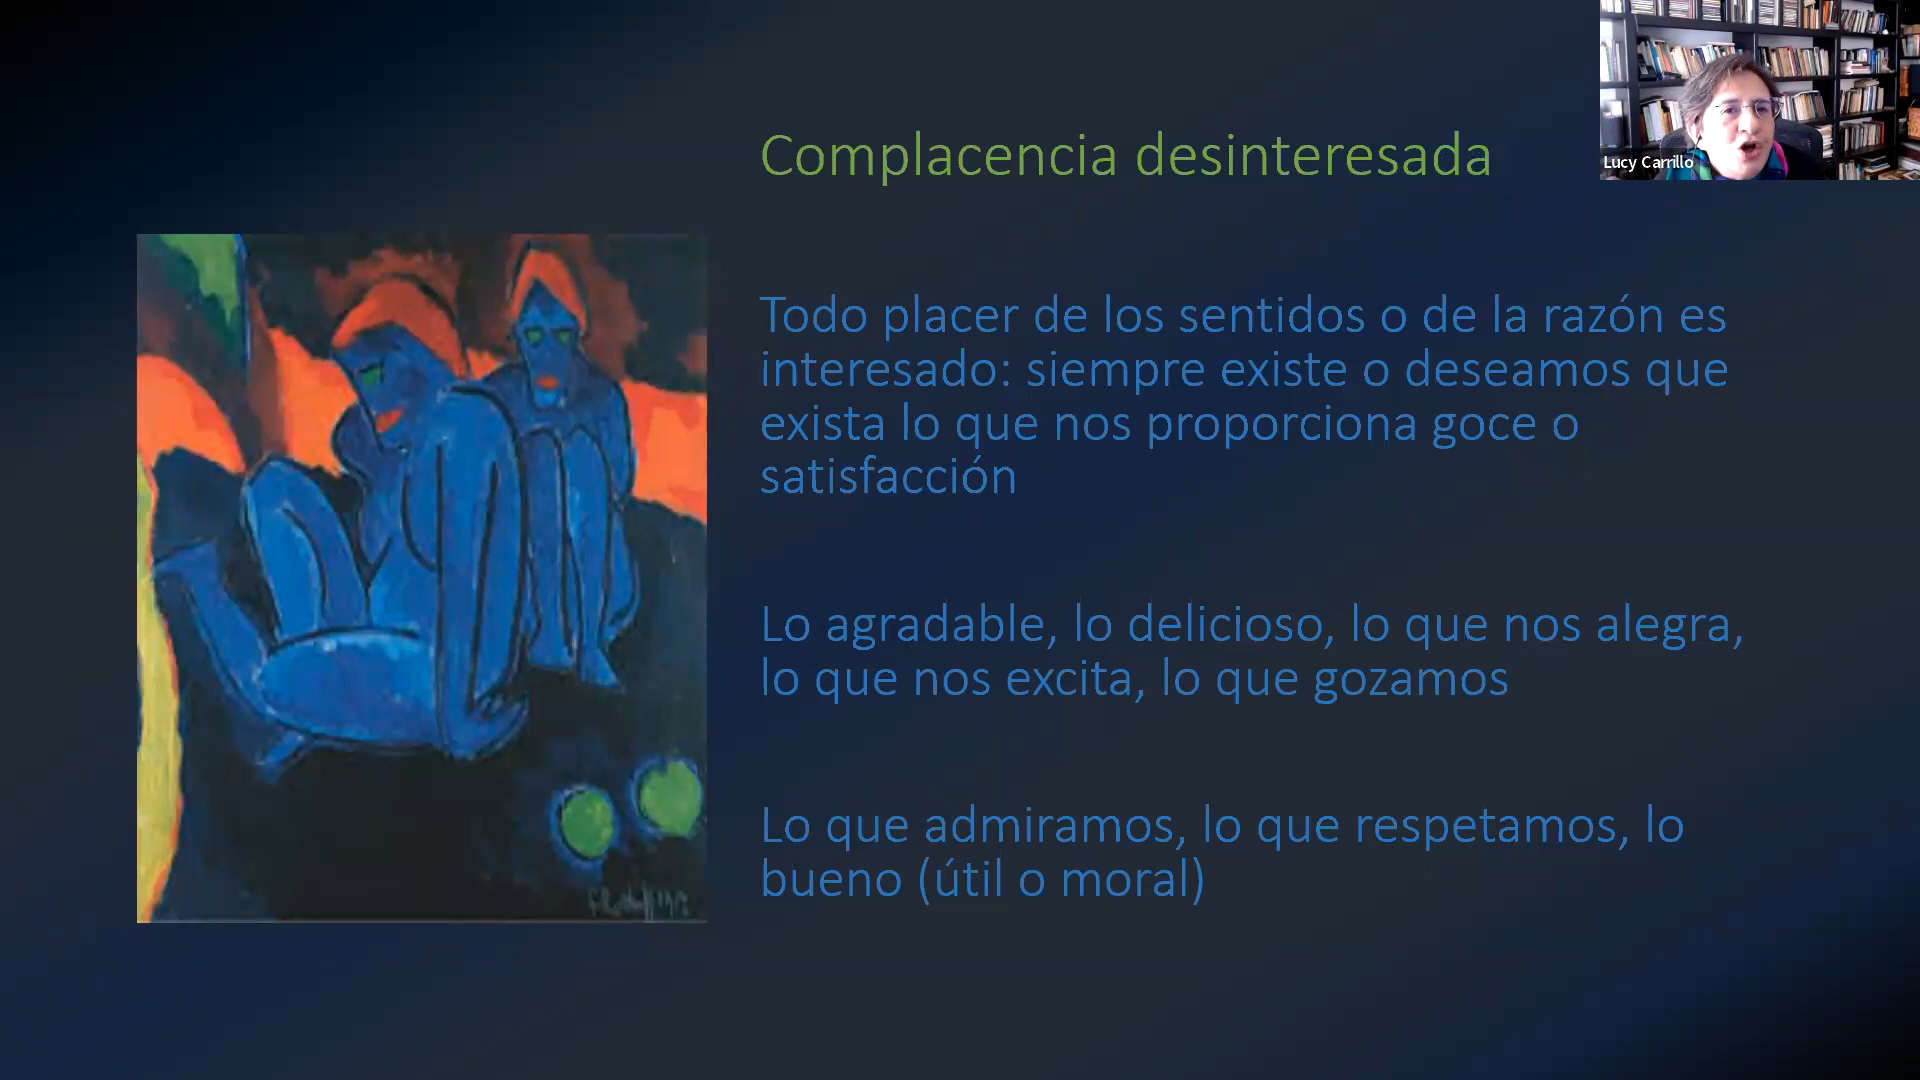 Complacencia desinteresada
Lucy Carrillo
Todo placer de los sentidos o de la razón es
interesado: siempre existe o deseamos que
exista lo que nos proporciona goce o
satisfacción
Lo agradable, lo delicioso, lo que nos alegra,
lo que nos excita, lo que gozamos
Lo que admiramos, lo que respetamos, lo
bueno (útil o moral)